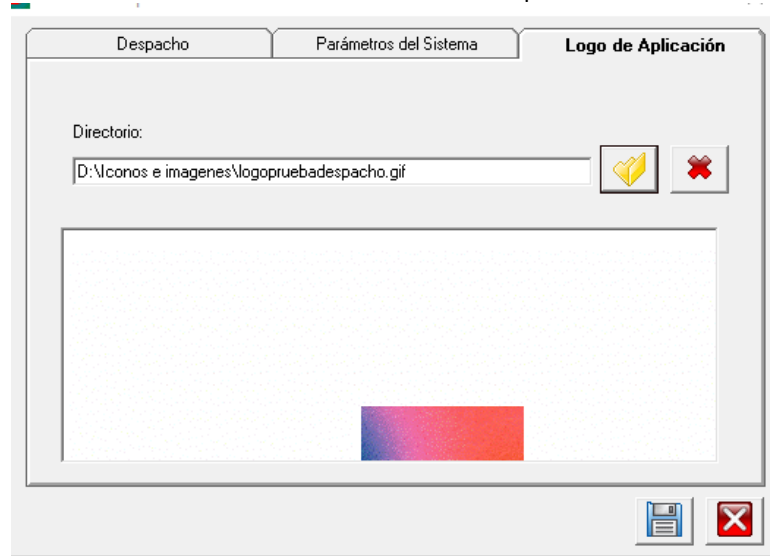 Despacho
Parámetros del Sistema
Logo de Aplicación
Directorio:
D:\Iconos e imagenes\logopruebadespacho.gif